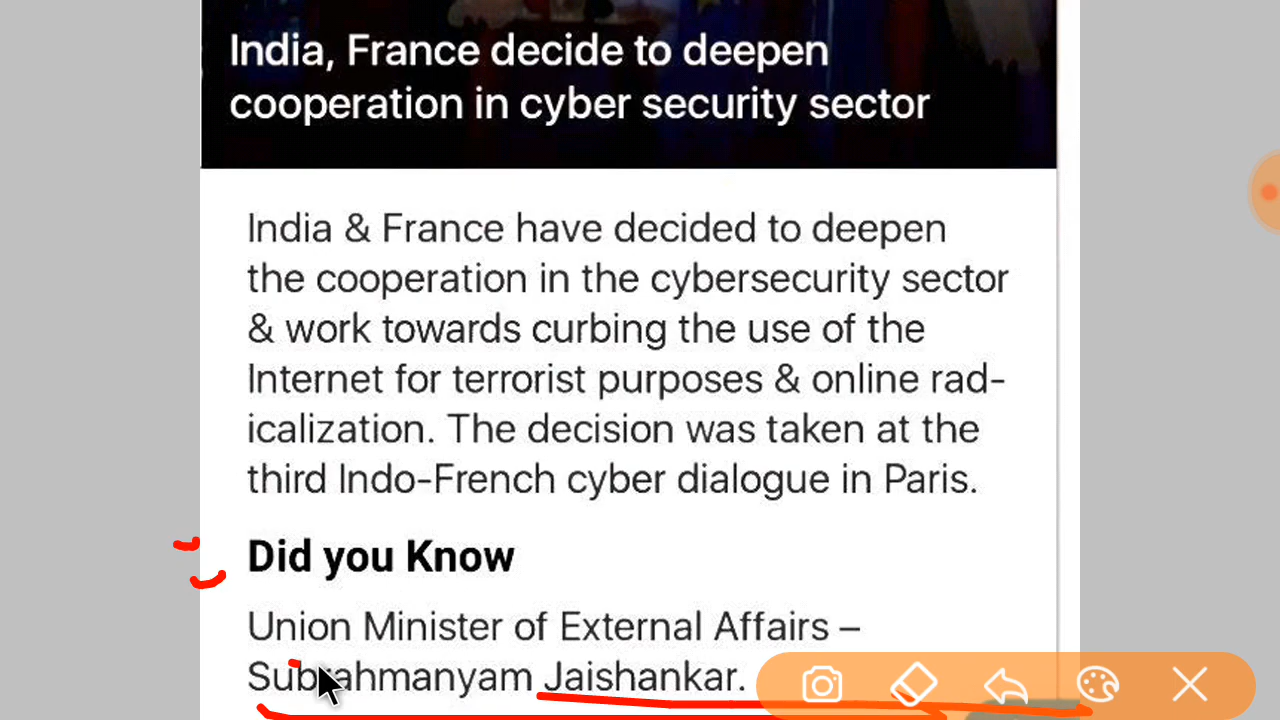 India, France decide to deepen
cooperation in cyber security sector
India & France have decided to deepen
the cooperation in the cybersecurity sector
& work towards curbing the use of the
Internet for terrorist purposes & online rad-
icalization. The decision was taken at the
third Indo-French cyber dialogue in Paris.
Did you Know
Union Minister of External Affairs –
Subrahmanyam Jaishankar.